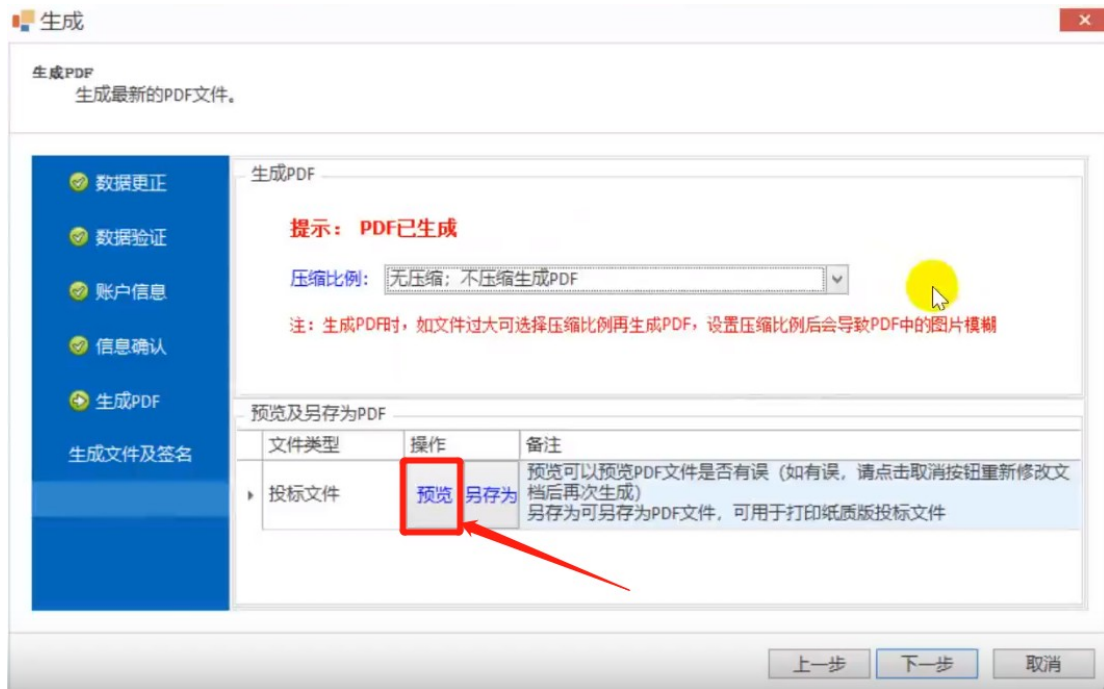 生成
生成PDF
生成最新的PDF文件。
数据更正
数据验证
账户信息
信息确认
生成PDF
生成文件及签名
生成PDF
提示： PDF已生成
压缩比例：
无压缩；不压缩生成PDF
注：生成PDF时，如文件过大可选择压缩比例再生成PDF，设置压缩比例后会导致PDF中的图片模糊
预览及另存为PDF
文件类型 操作 备注
投标文件 预览 另存为
预览可以预览PDF文件是否有误（如有误，请点击取消按钮重新修改文
档后再次生成）
另存为可另存为PDF文件，可用于打印纸质版投标文件
上一步 下一步 取消